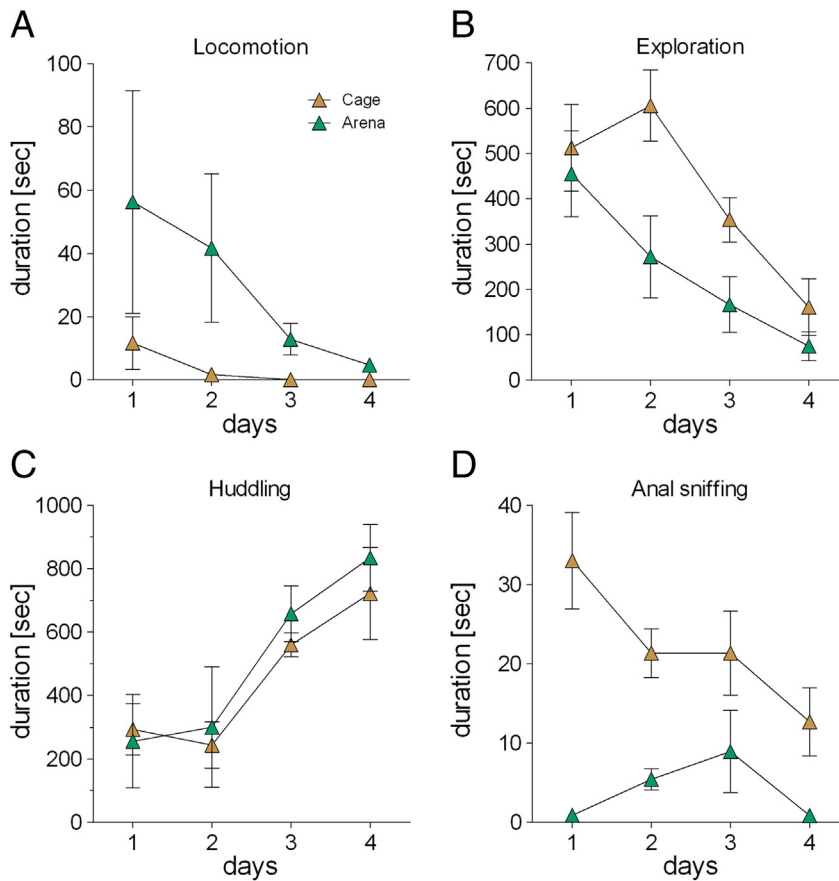 A
Locomotion
100
80
60
40
20
0
duration [sec]
1 2 3 4
days
Cage
Arena
B
Exploration
700
600
500
400
300
200
100
0
duration [sec]
1 2 3 4
days
C
Huddling
1000
800
600
400
200
0
duration [sec]
1 2 3 4
days
D
Anal sniffing
40
30
20
10
0
duration [sec]
1 2 3 4
days